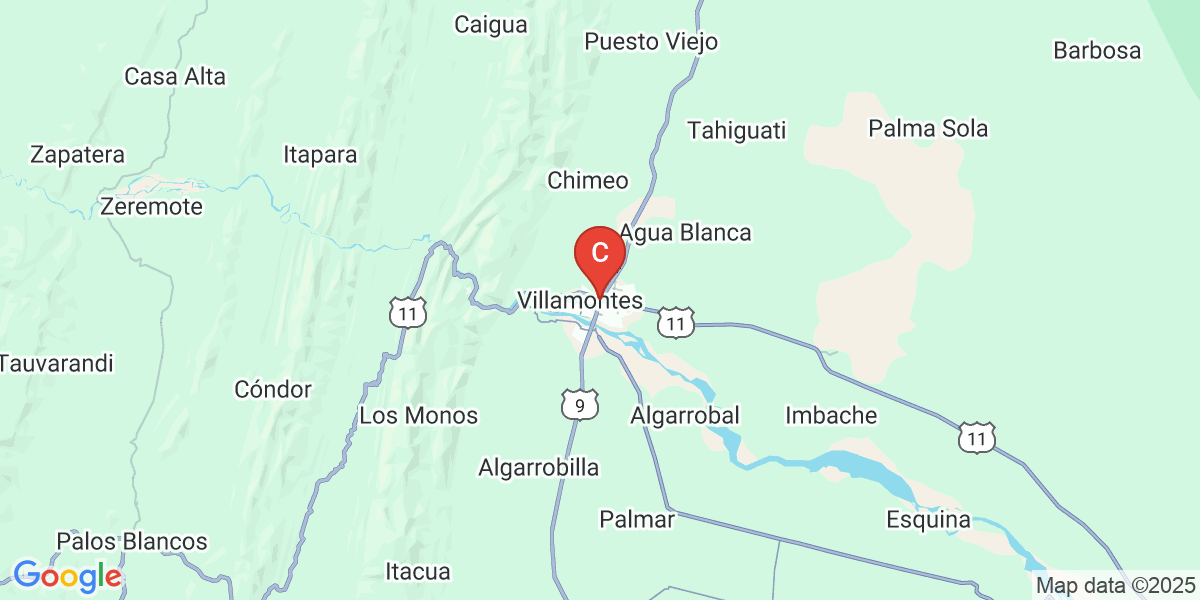 Caigua
Puesto Viejo
Barbosa
Casa Alta
Tahiguati
Palma Sola
Zapatera
Itapara
Chimeo
Zeremote
Agua Blanca
C
Villamontes
11
11
Tauvarandi
Cóndor
9
Los Monos
Algarrobal
Imbache
11
Algarrobilla
Palmar
Esquina
Palos Blancos
Itacua
Google
Map data ©2025